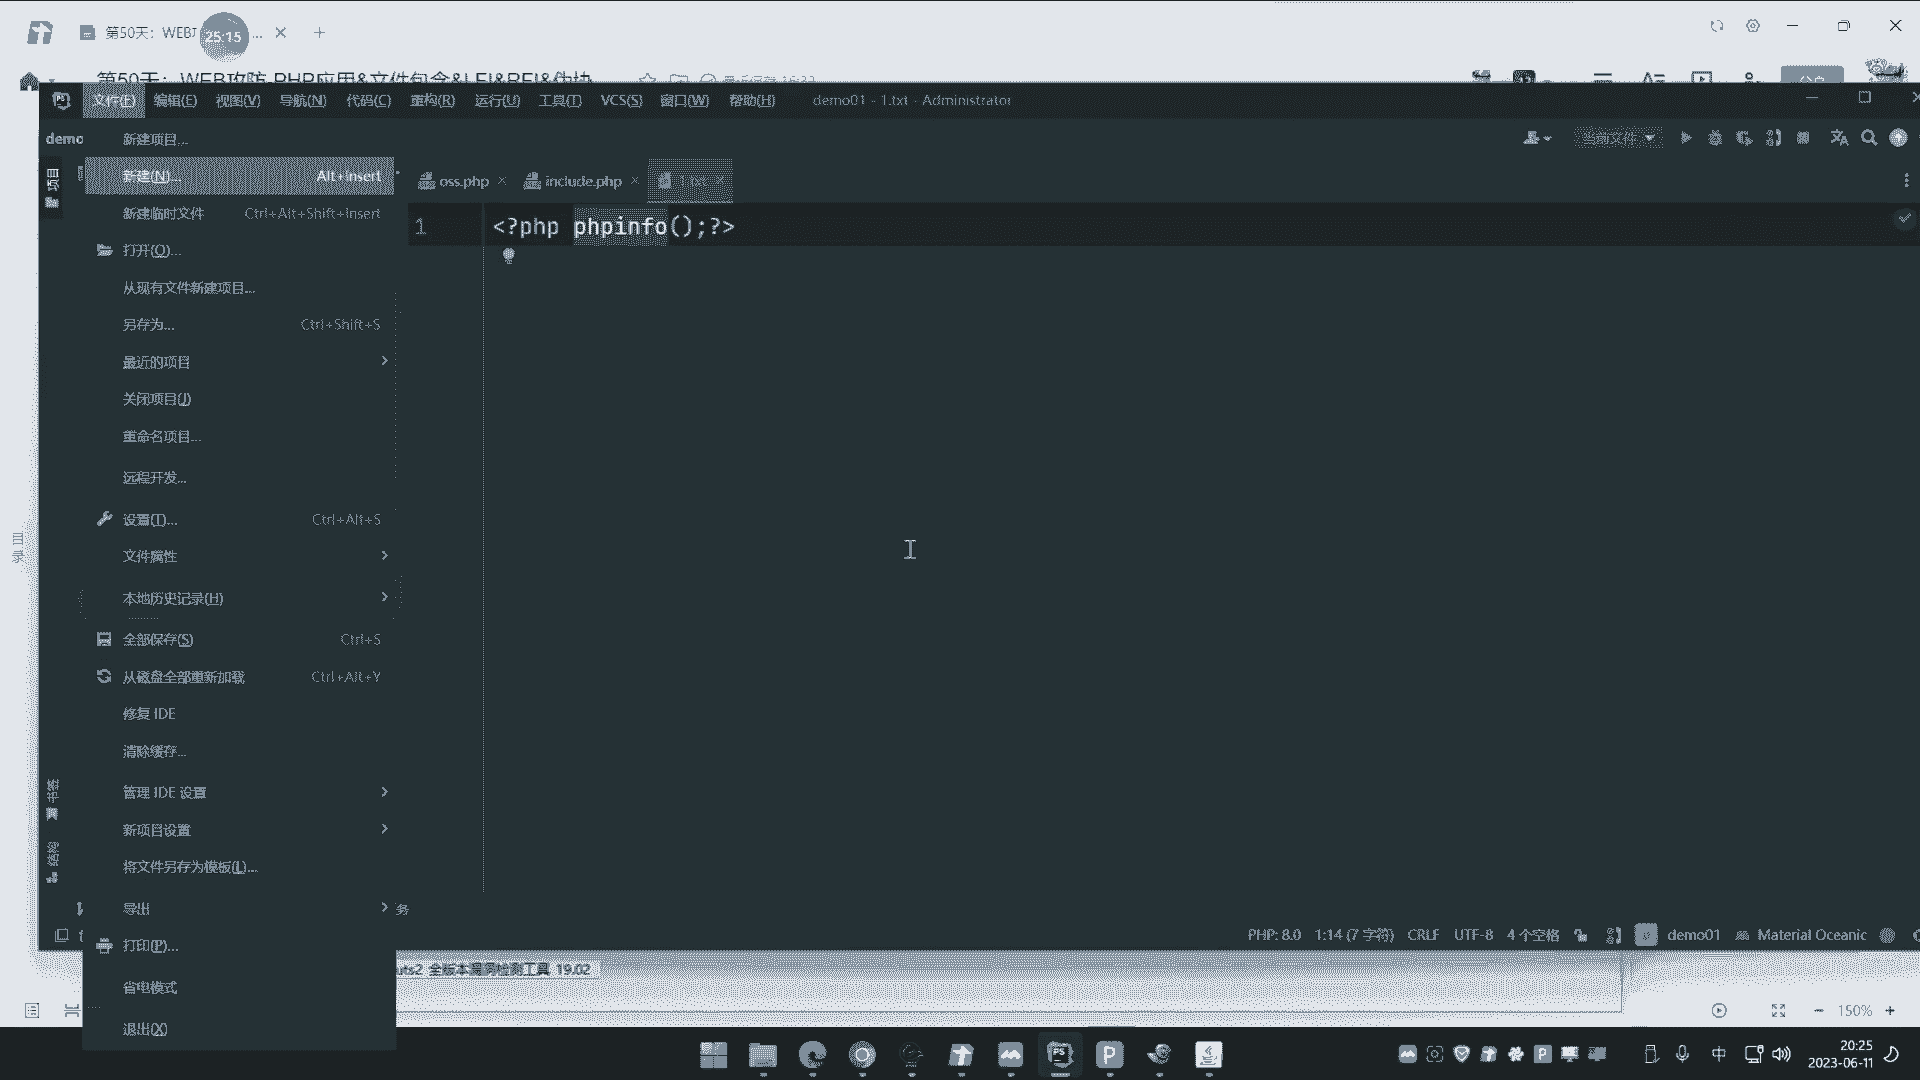 第50天：WEB
25:15
...
第50天：WEB攻防-PHP应用&文件包含&LFI&RFI&伪协
文件(F) 编辑(E) 视图(V) 导航(N) 代码(C) 重构(R) 运行(U) 工具(T) VCS(S) 窗口(W) 帮助(H) demo01 - 1.txt - Administrator
demo
当前文件
新建项目...
新建(N)... Alt+Insert
新建临时文件 Ctrl+Alt+Shift+Insert
打开(O)...
从现有文件新建项目...
另存为... Ctrl+Shift+S
最近的项目
关闭项目(J)
重命名项目...
远程开发...
设置(T)... Ctrl+Alt+S
文件属性
本地历史记录(H)
全部保存(S) Ctrl+S
从磁盘全部重新加载 Ctrl+Alt+Y
修复 IDE
清除缓存...
管理 IDE 设置
新项目设置
将文件另存为模板(L)...
导出
打印(P)...
省电模式
退出(X)
项目
书签
结构
目录
oss.php include.php 1.txt
1 <?php phpinfo();?>
务
PHP: 8.0 1:14 (7 字符) CRLF UTF-8 4 个空格 demo01 Material Oceanic
uts2 全版本漏洞检测工具 19.02
150%
中
20:25
2023-06-11